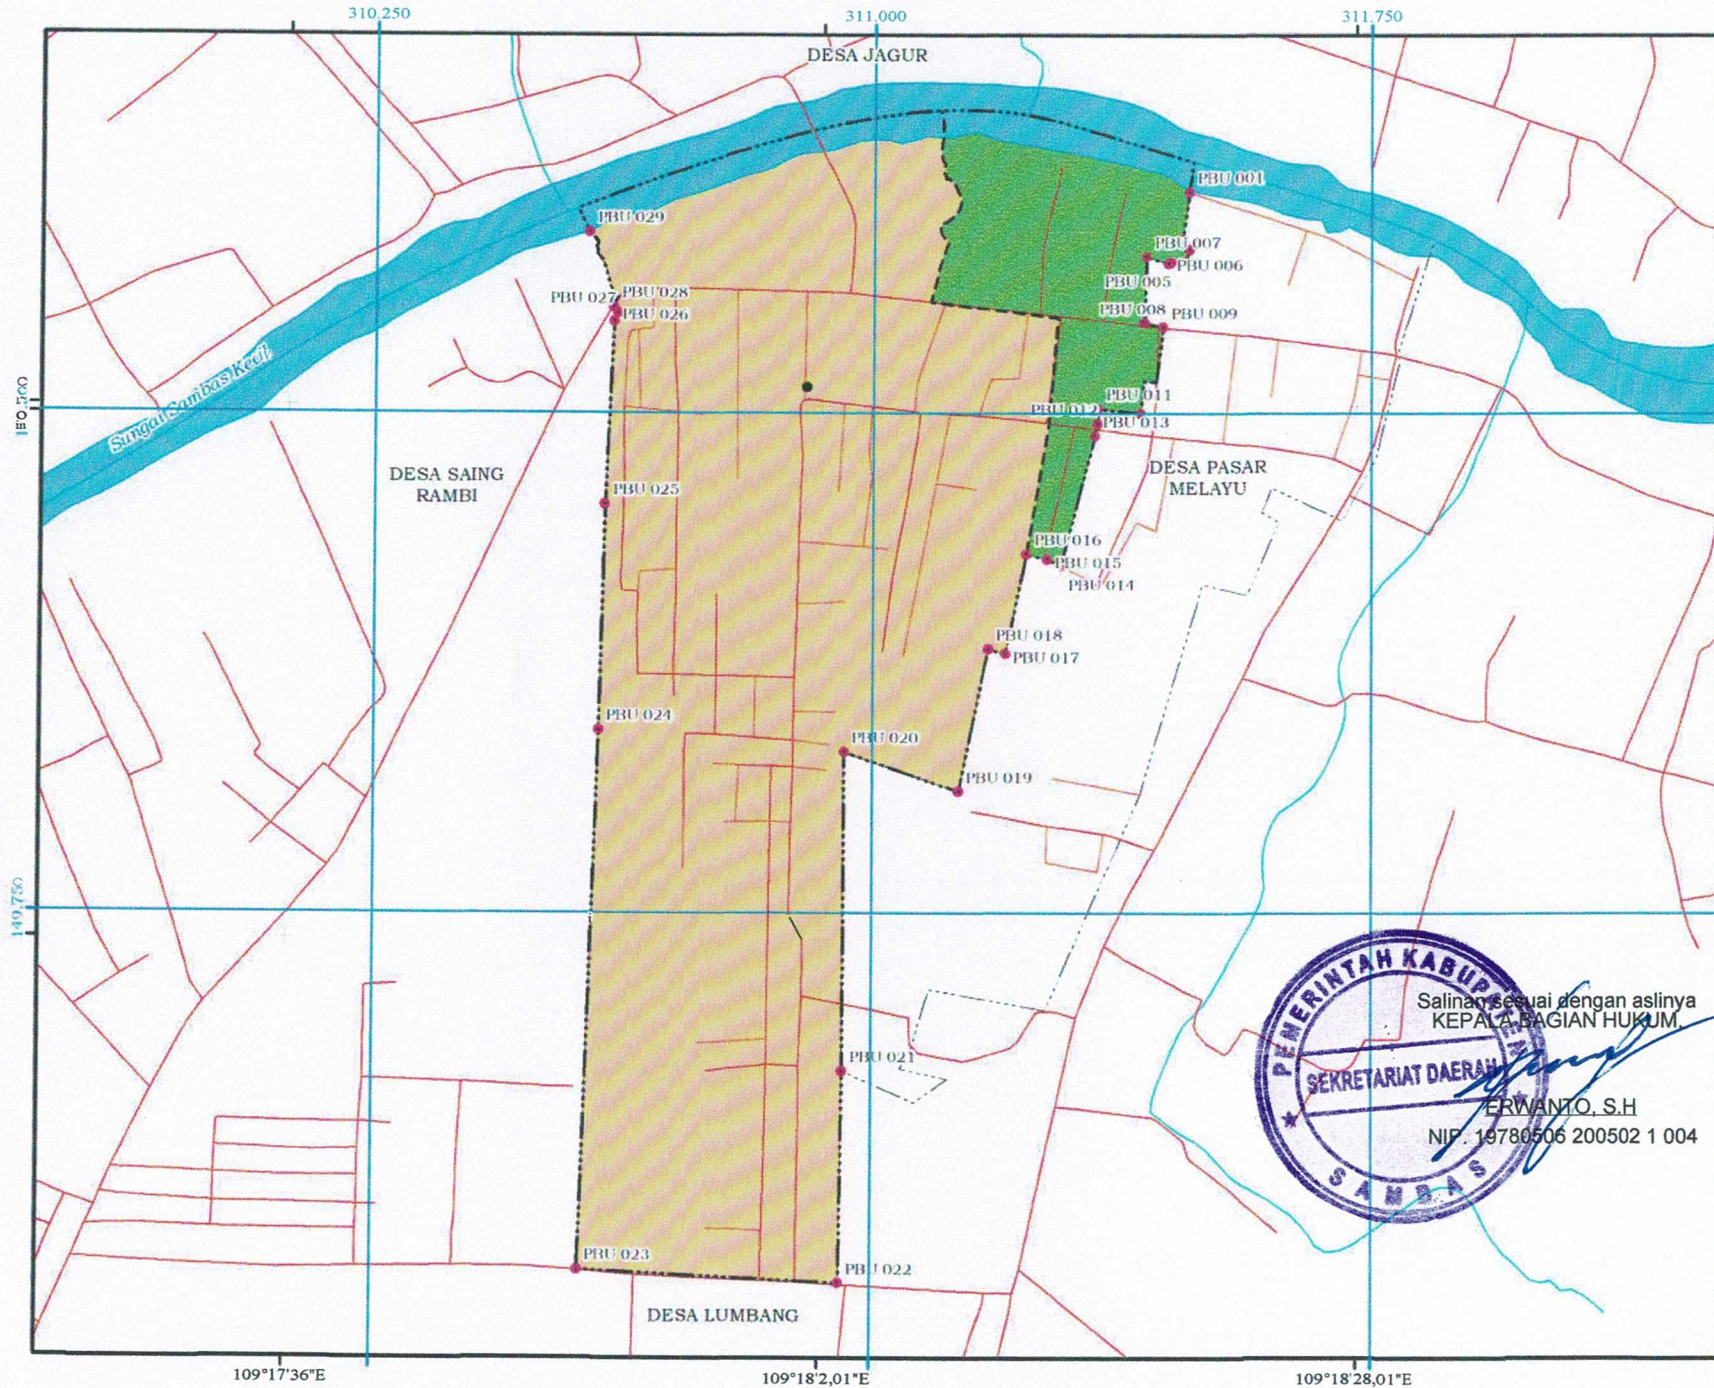 310.250
311.000
311.750
DESA JAGUR
PBU 001
PBU 029
PBU 007
PBU 006
PBU 005
PBU 027
PBU 028
PBU 026
PBU 008
PBU 009
Sungai Sambas Kecil
PBU 011
PBU 012
PBU 013
DESA SAING
RAMBI
DESA PASAR
MELAYU
PBU 025
PBU 016
PBU 015
PBU 014
PBU 018
PBU 017
PBU 024
PBU 020
PBU 019
149.750
PEMERINTAH KABUPATEN
SEKRETARIAT DAERAH
SAMBAS
Salinan sesuai dengan aslinya
KEPALA BAGIAN HUKUM,
ERWANTO, S.H
NIP. 19780506 200502 1 004
PBU 021
PBU 023
PBU 022
DESA LUMBANG
109°17'36"E
109°18'2,01"E
109°18'28,01"E